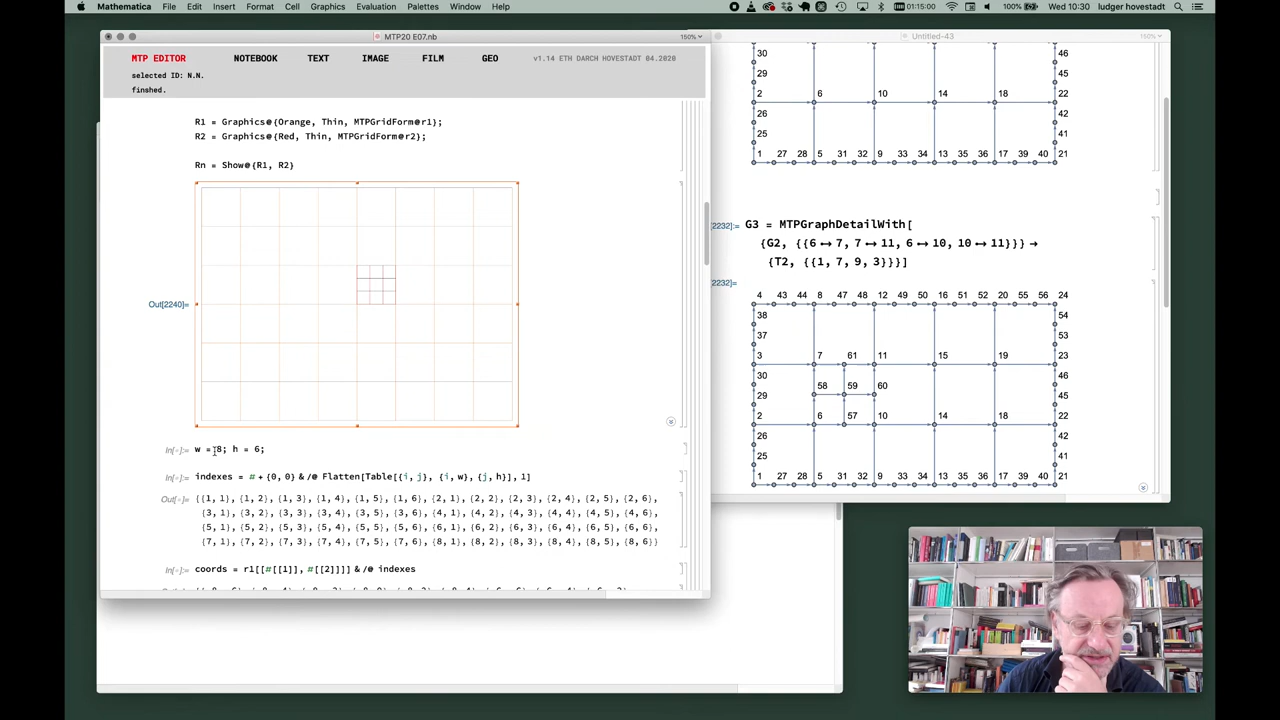 Mathematica File Edit Insert Format Cell Graphics Evaluation Palettes Window Help
01:15:00 100% Wed 10:30 ludger hovestadt
MTP20 E07.nb 150%
MTP EDITOR NOTEBOOK TEXT IMAGE FILM GEO v1.14 ETH DARCH HOVESTADT 04.2020
selected ID: N.N.
finshed.
R1 = Graphics@{Orange, Thin, MTPGridForm@r1};
R2 = Graphics@{Red, Thin, MTPGridForm@r2};
Rn = Show@{R1, R2}
Out[2240]=
In[•]:= w = 8; h = 6;
In[•]:= indexes = # + {0, 0} & /@ Flatten[Table[{i, j}, {i, w}, {j, h}], 1]
Out[•]= {{1, 1}, {1, 2}, {1, 3}, {1, 4}, {1, 5}, {1, 6}, {2, 1}, {2, 2}, {2, 3}, {2, 4}, {2, 5}, {2, 6},
{3, 1}, {3, 2}, {3, 3}, {3, 4}, {3, 5}, {3, 6}, {4, 1}, {4, 2}, {4, 3}, {4, 4}, {4, 5}, {4, 6},
{5, 1}, {5, 2}, {5, 3}, {5, 4}, {5, 5}, {5, 6}, {6, 1}, {6, 2}, {6, 3}, {6, 4}, {6, 5}, {6, 6},
{7, 1}, {7, 2}, {7, 3}, {7, 4}, {7, 5}, {7, 6}, {8, 1}, {8, 2}, {8, 3}, {8, 4}, {8, 5}, {8, 6}}
In[•]:= coords = r1[[#[[1]], #[[2]]]] & /@ indexes
Untitled-43 150%
30 46
29 45
2 6 10 14 18 22
26 42
25 41
1 27 28 5 31 32 9 33 34 13 35 36 17 39 40 21
[2232]:= G3 = MTPGraphDetailWith[
{G2, {{6 ↔ 7, 7 ↔ 11, 6 ↔ 10, 10 ↔ 11}}} →
{T2, {{1, 7, 9, 3}}}]
[2232]=
4 43 44 8 47 48 12 49 50 16 51 52 20 55 56 24
38 54
37 53
3 7 61 11 15 19 23
30 58 59 60 46
29 45
2 6 57 10 14 18 22
26 42
25 41
1 27 28 5 31 32 9 33 34 13 35 36 17 39 40 21